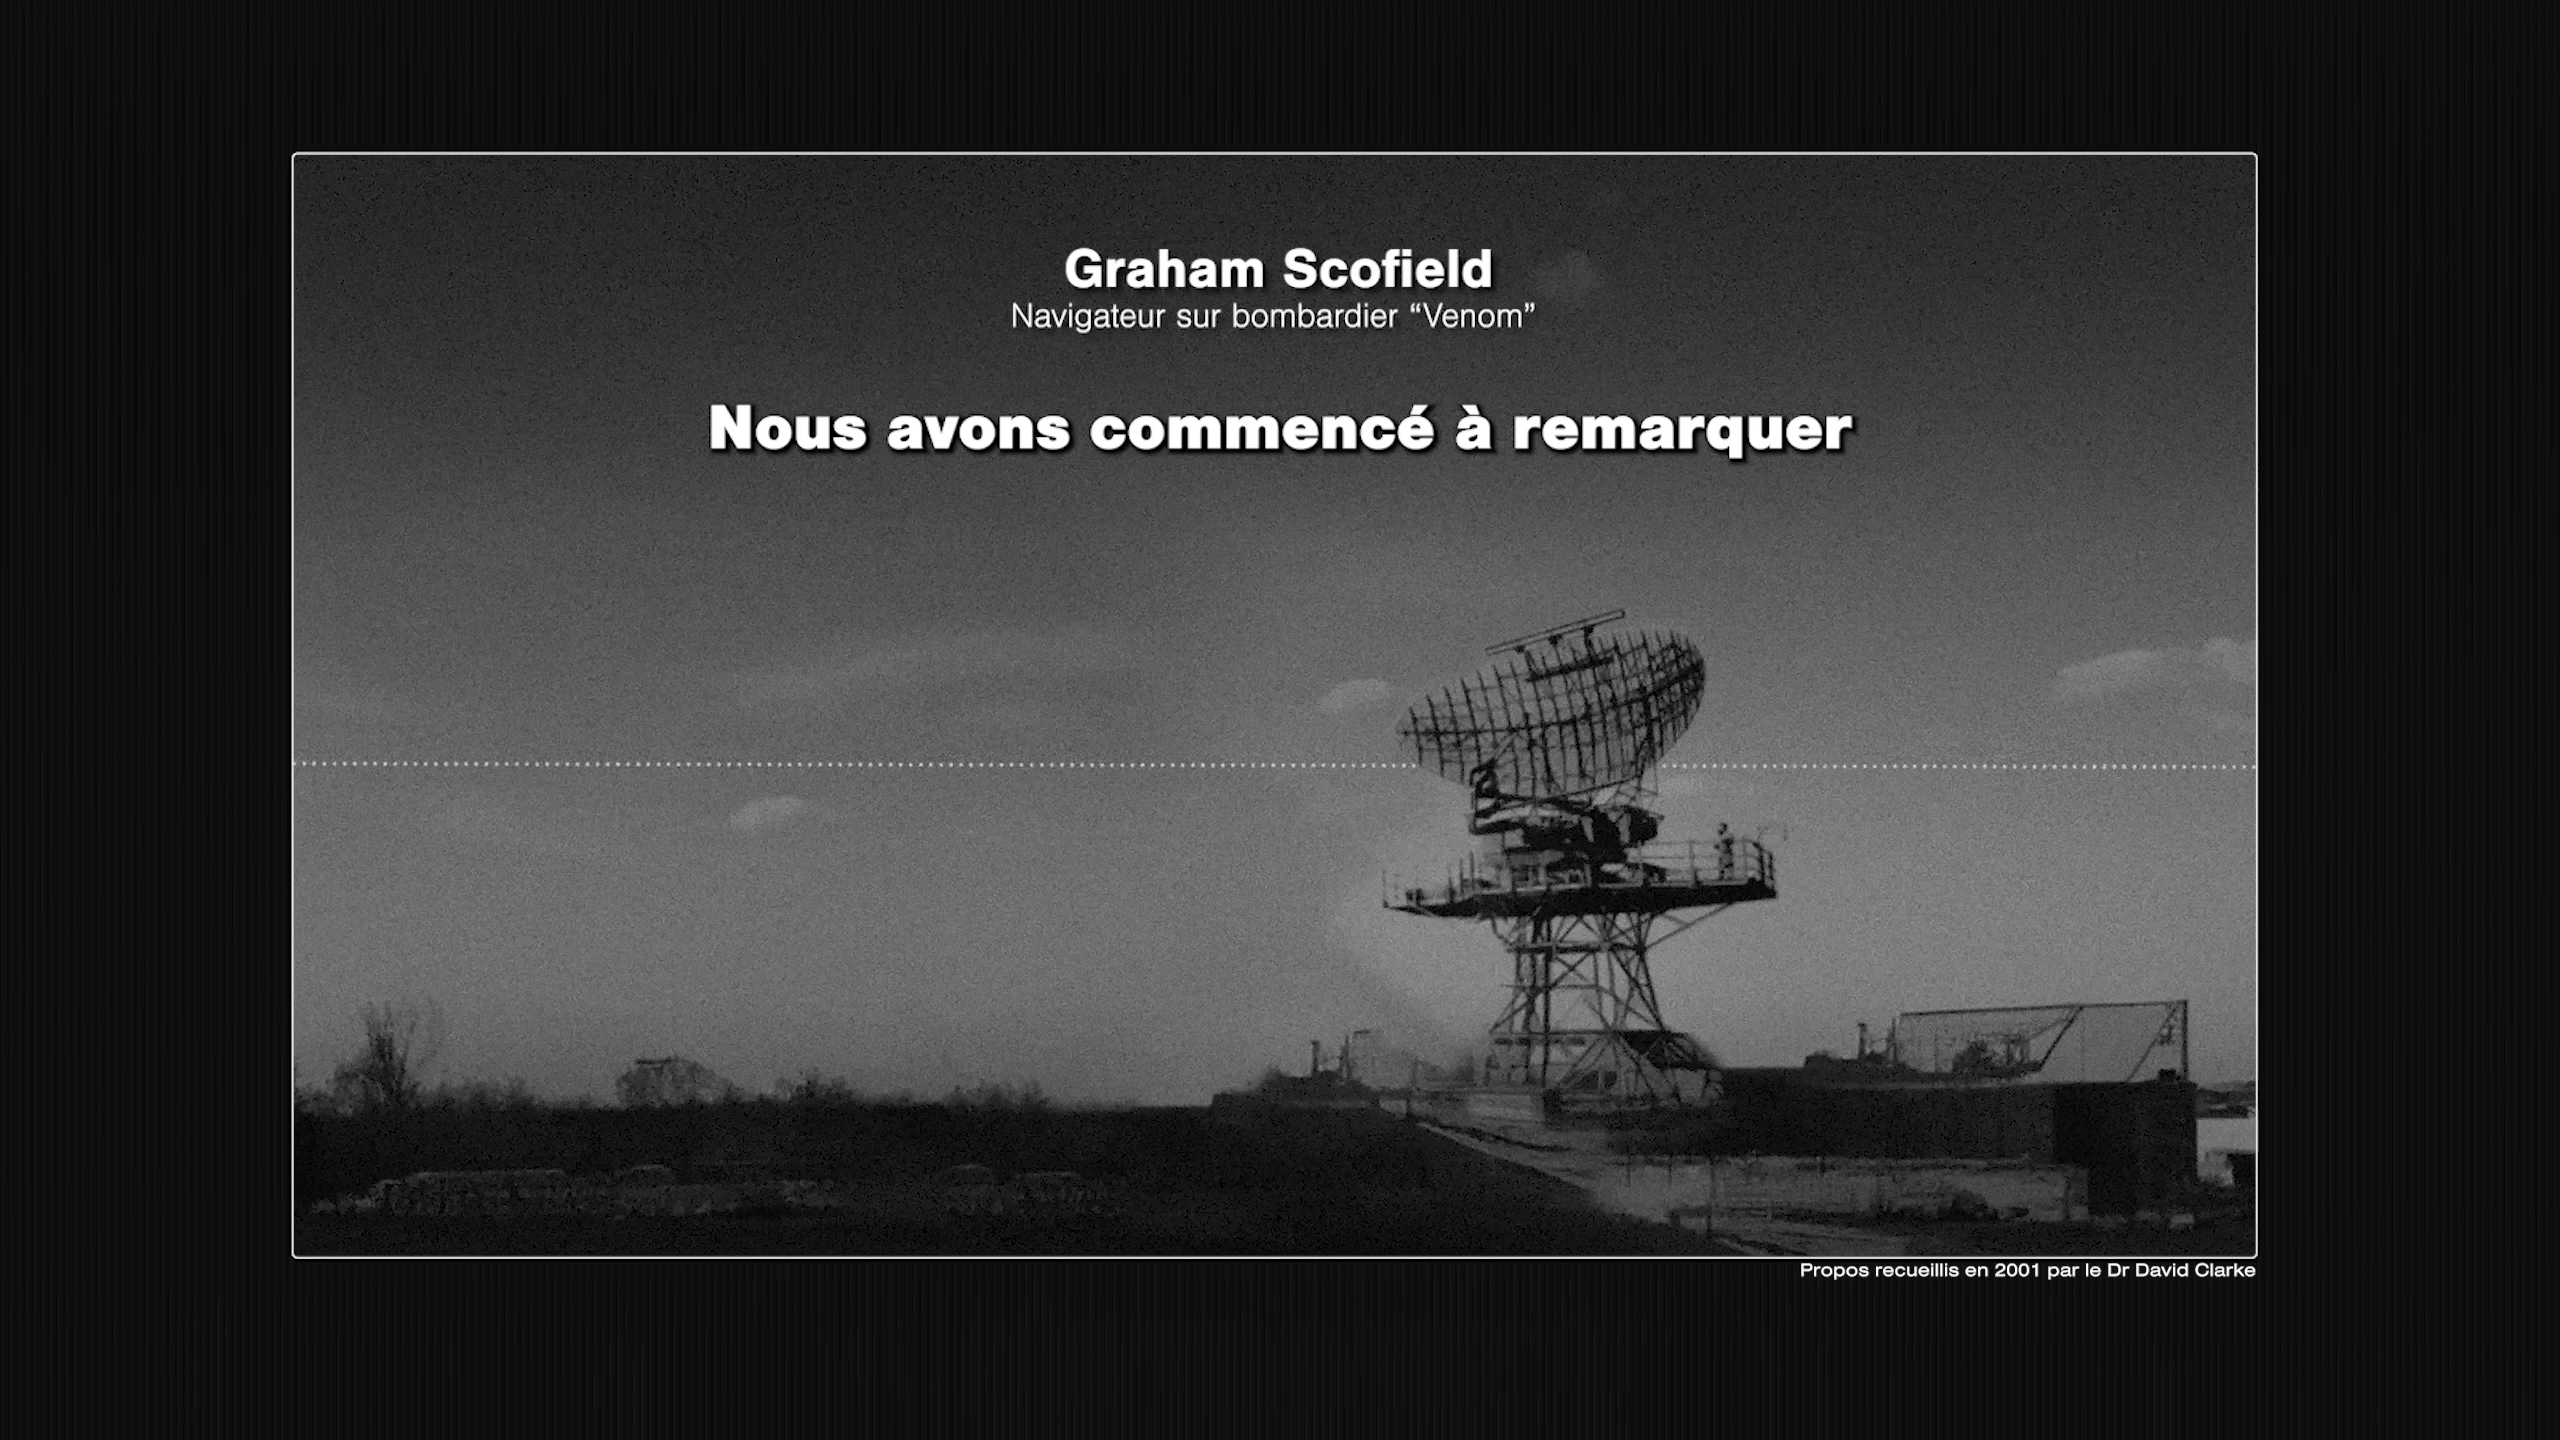 Graham Scofield
Navigateur sur bombardier “Venom”
Nous avons commencé à remarquer
Propos recueillis en 2001 par le Dr David Clarke